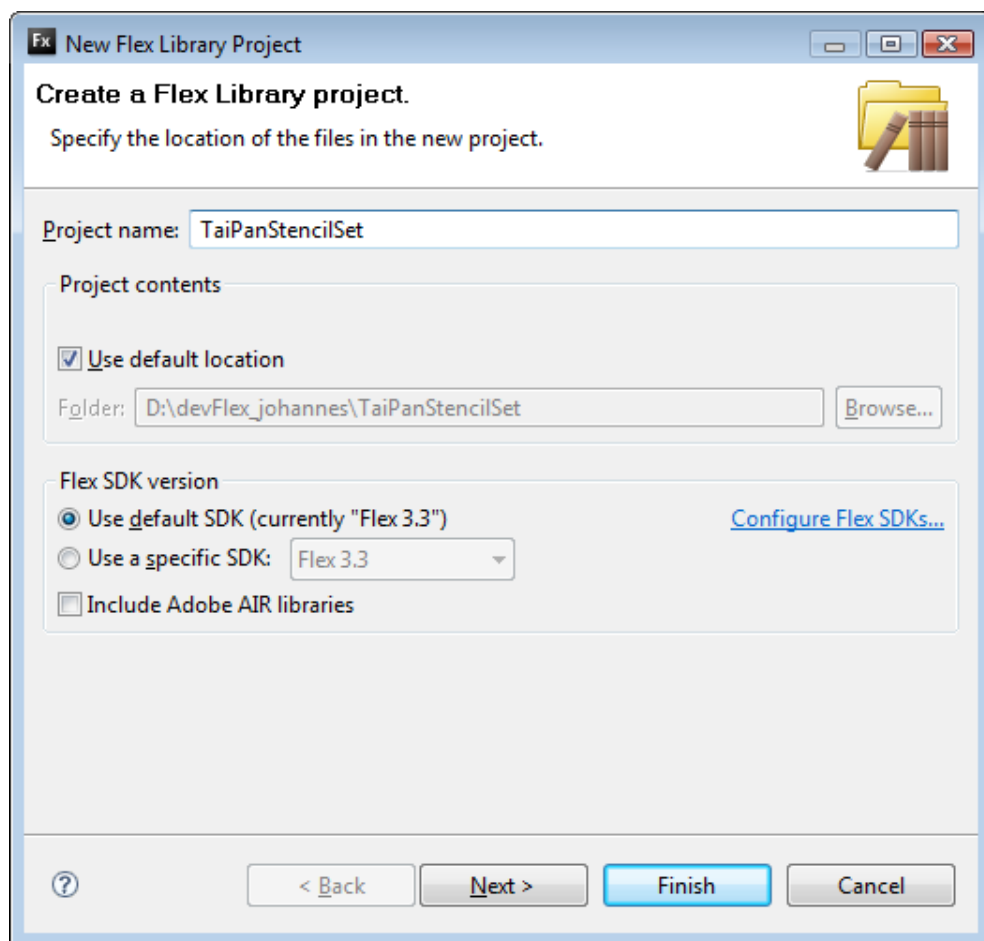 Fx New Flex Library Project
Create a Flex Library project.
Specify the location of the files in the new project.
Project name: TaiPanStencilSet
Project contents
Use default location
Folder: D:\devFlex_johannes\TaiPanStencilSet Browse...
Flex SDK version
Use default SDK (currently "Flex 3.3") Configure Flex SDKs...
Use a specific SDK: Flex 3.3
Include Adobe AIR libraries
? < Back Next > Finish Cancel